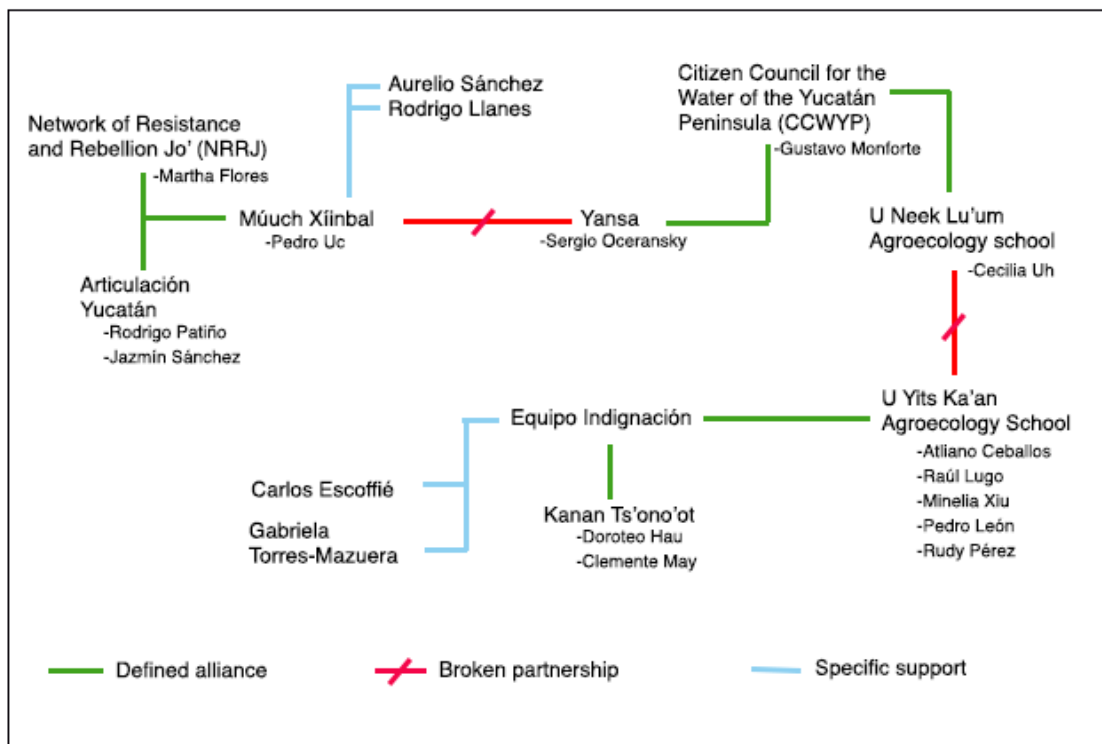 Aurelio Sánchez
Rodrigo Llanes
Citizen Council for the
Water of the Yucatán
Peninsula (CCWYP)
-Gustavo Monforte
Network of Resistance
and Rebellion Jo' (NRRJ)
-Martha Flores
Múuch Xíinbal
-Pedro Uc
Yansa
-Sergio Oceransky
U Neek Lu'um
Agroecology school
-Cecilia Uh
Articulación
Yucatán
-Rodrigo Patiño
-Jazmín Sánchez
Equipo Indignación
U Yits Ka'an
Agroecology School
-Atliano Ceballos
-Raúl Lugo
-Minelia Xiu
-Pedro León
-Rudy Pérez
Carlos Escoffié
Gabriela
Torres-Mazuera
Kanan Ts'ono'ot
-Doroteo Hau
-Clemente May
Defined alliance
Broken partnership
Specific support